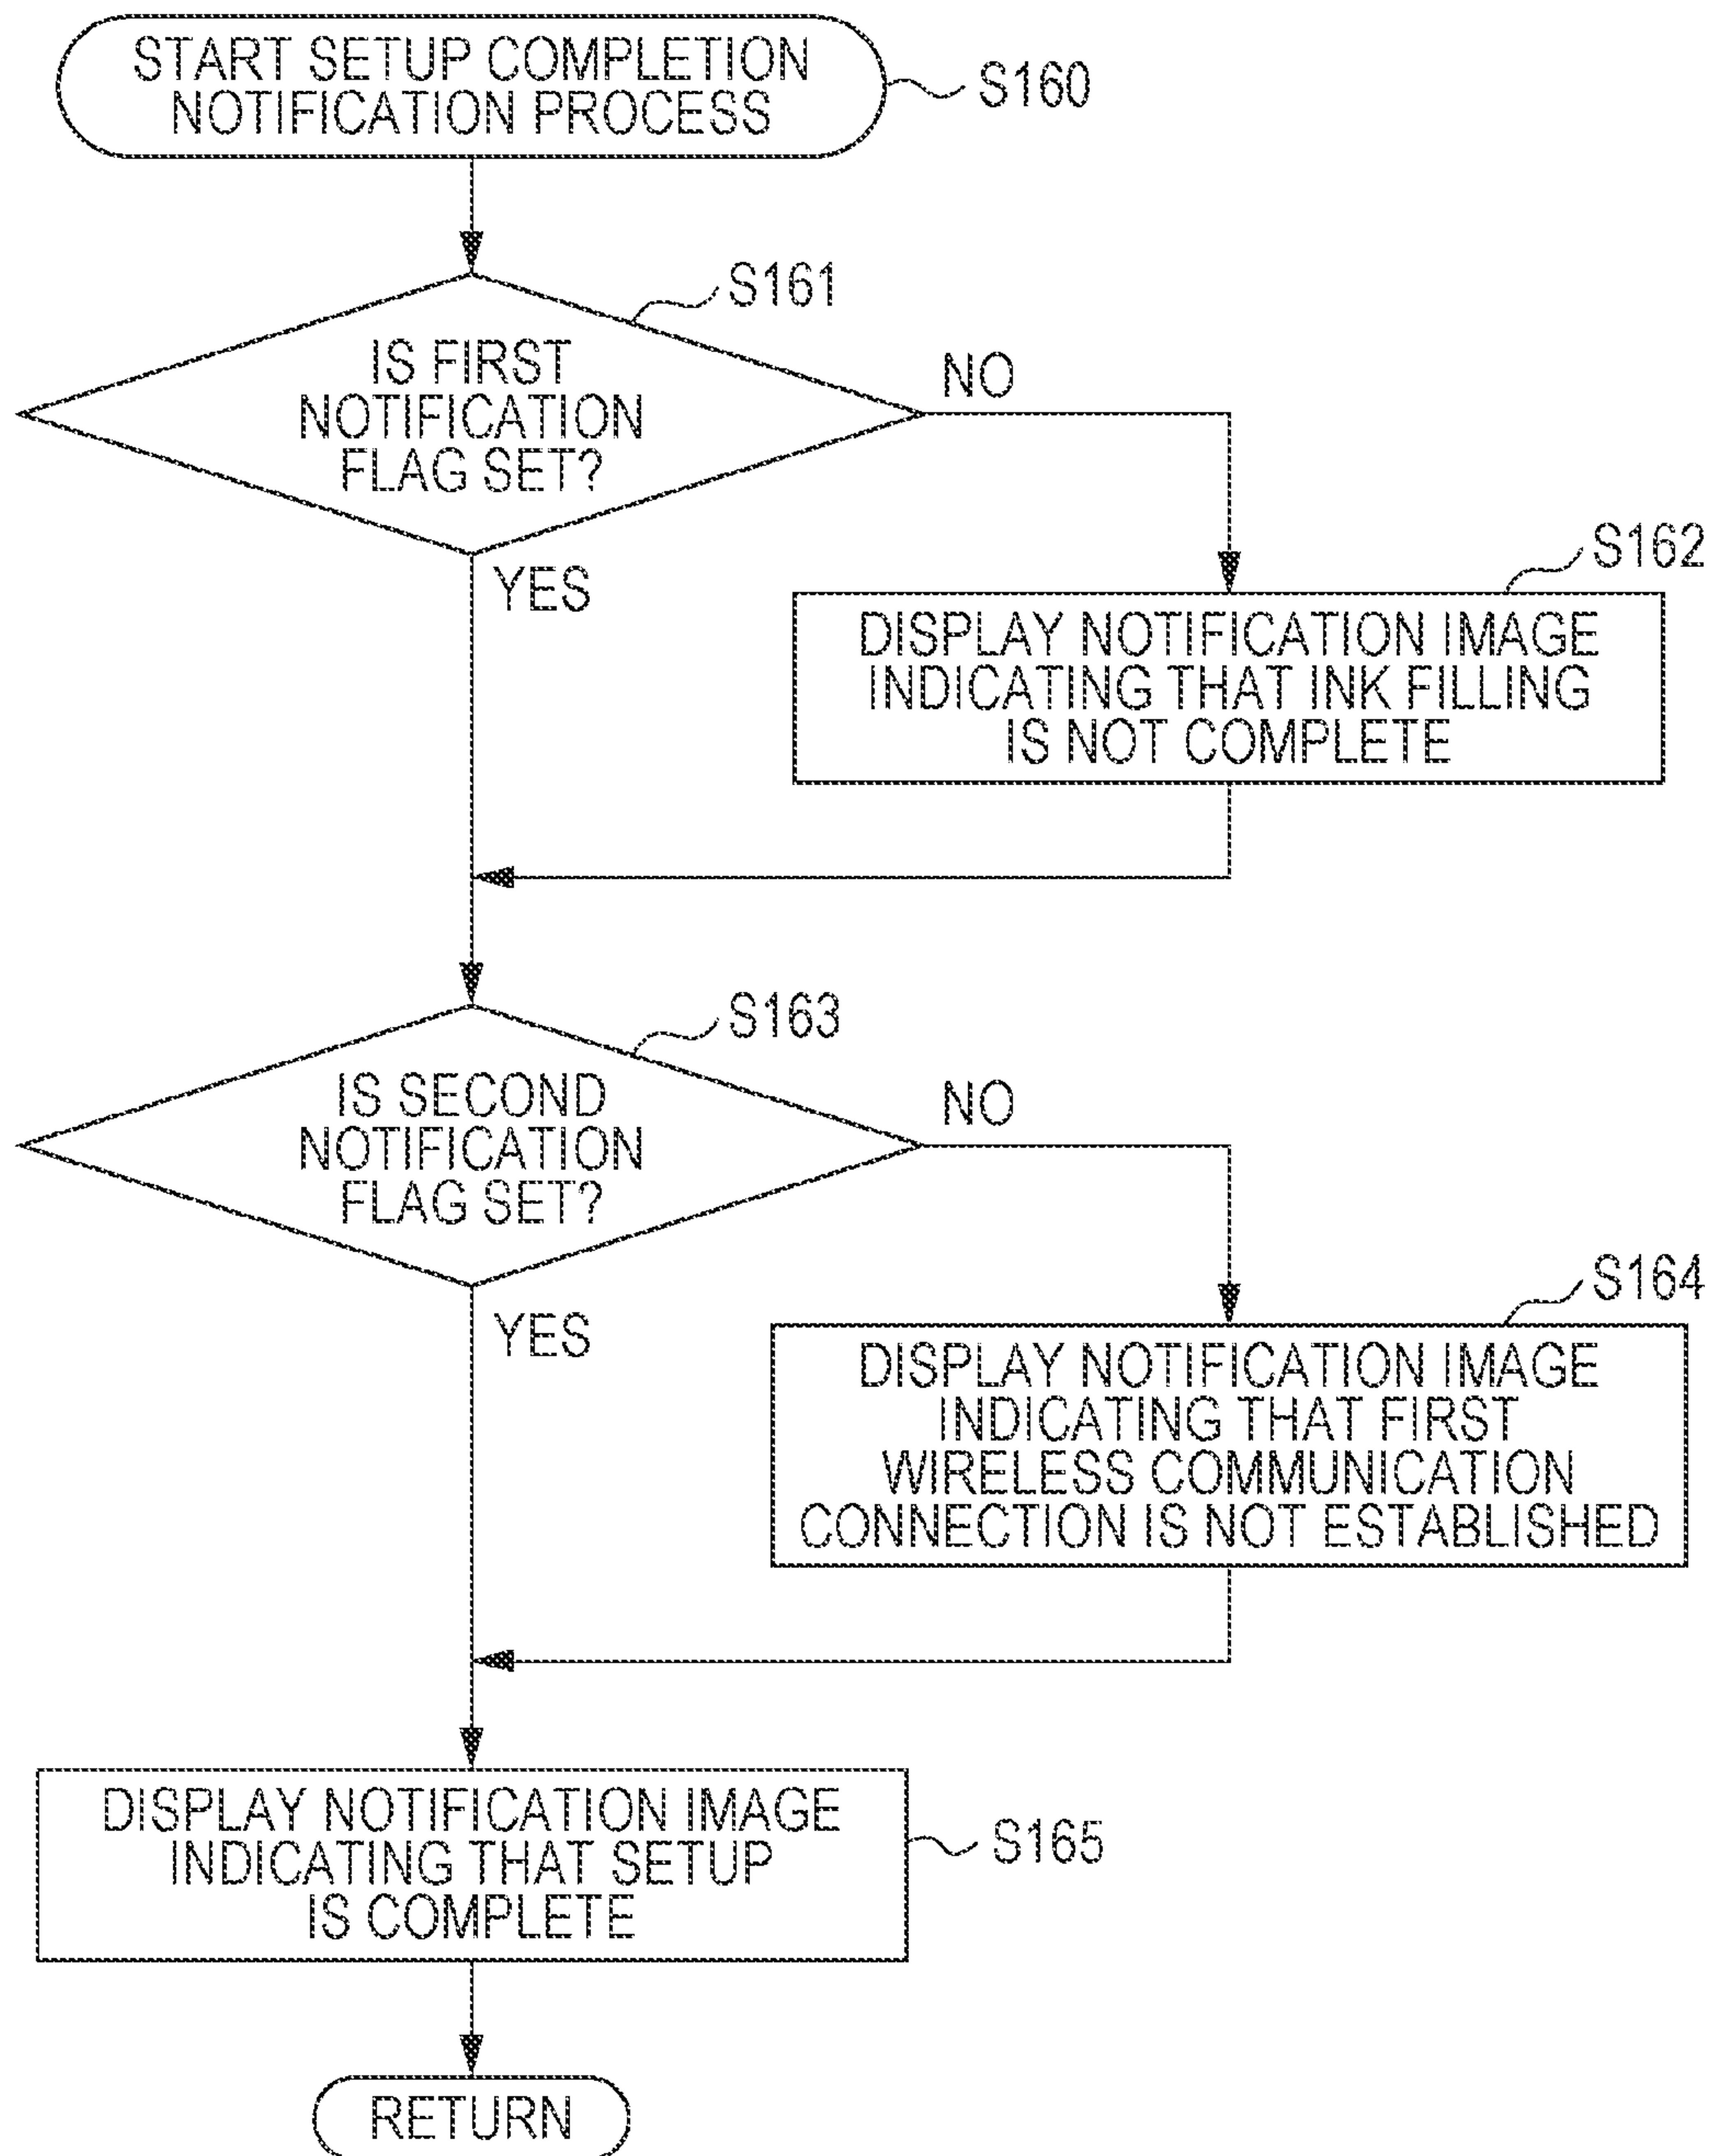 START SETUP COMPLETION
NOTIFICATION PROCESS
S160
S161
IS FIRST
NOTIFICATION
FLAG SET?
NO
YES
S162
DISPLAY NOTIFICATION IMAGE
INDICATING THAT INK FILLING
IS NOT COMPLETE
S163
IS SECOND
NOTIFICATION
FLAG SET?
NO
YES
S164
DISPLAY NOTIFICATION IMAGE
INDICATING THAT FIRST
WIRELESS COMMUNICATION
CONNECTION IS NOT ESTABLISHED
DISPLAY NOTIFICATION IMAGE
INDICATING THAT SETUP
IS COMPLETE
S165
RETURN